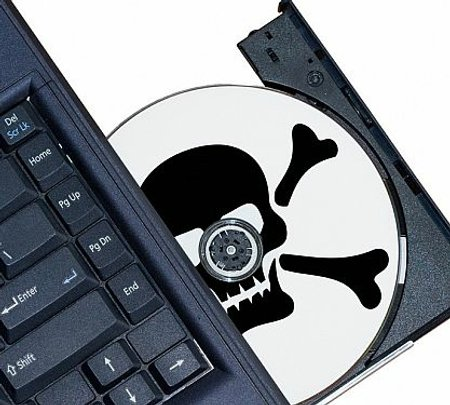 Del
Scr Lk
Home
Pg Up
Pg Dn
\
Enter
End
Shift